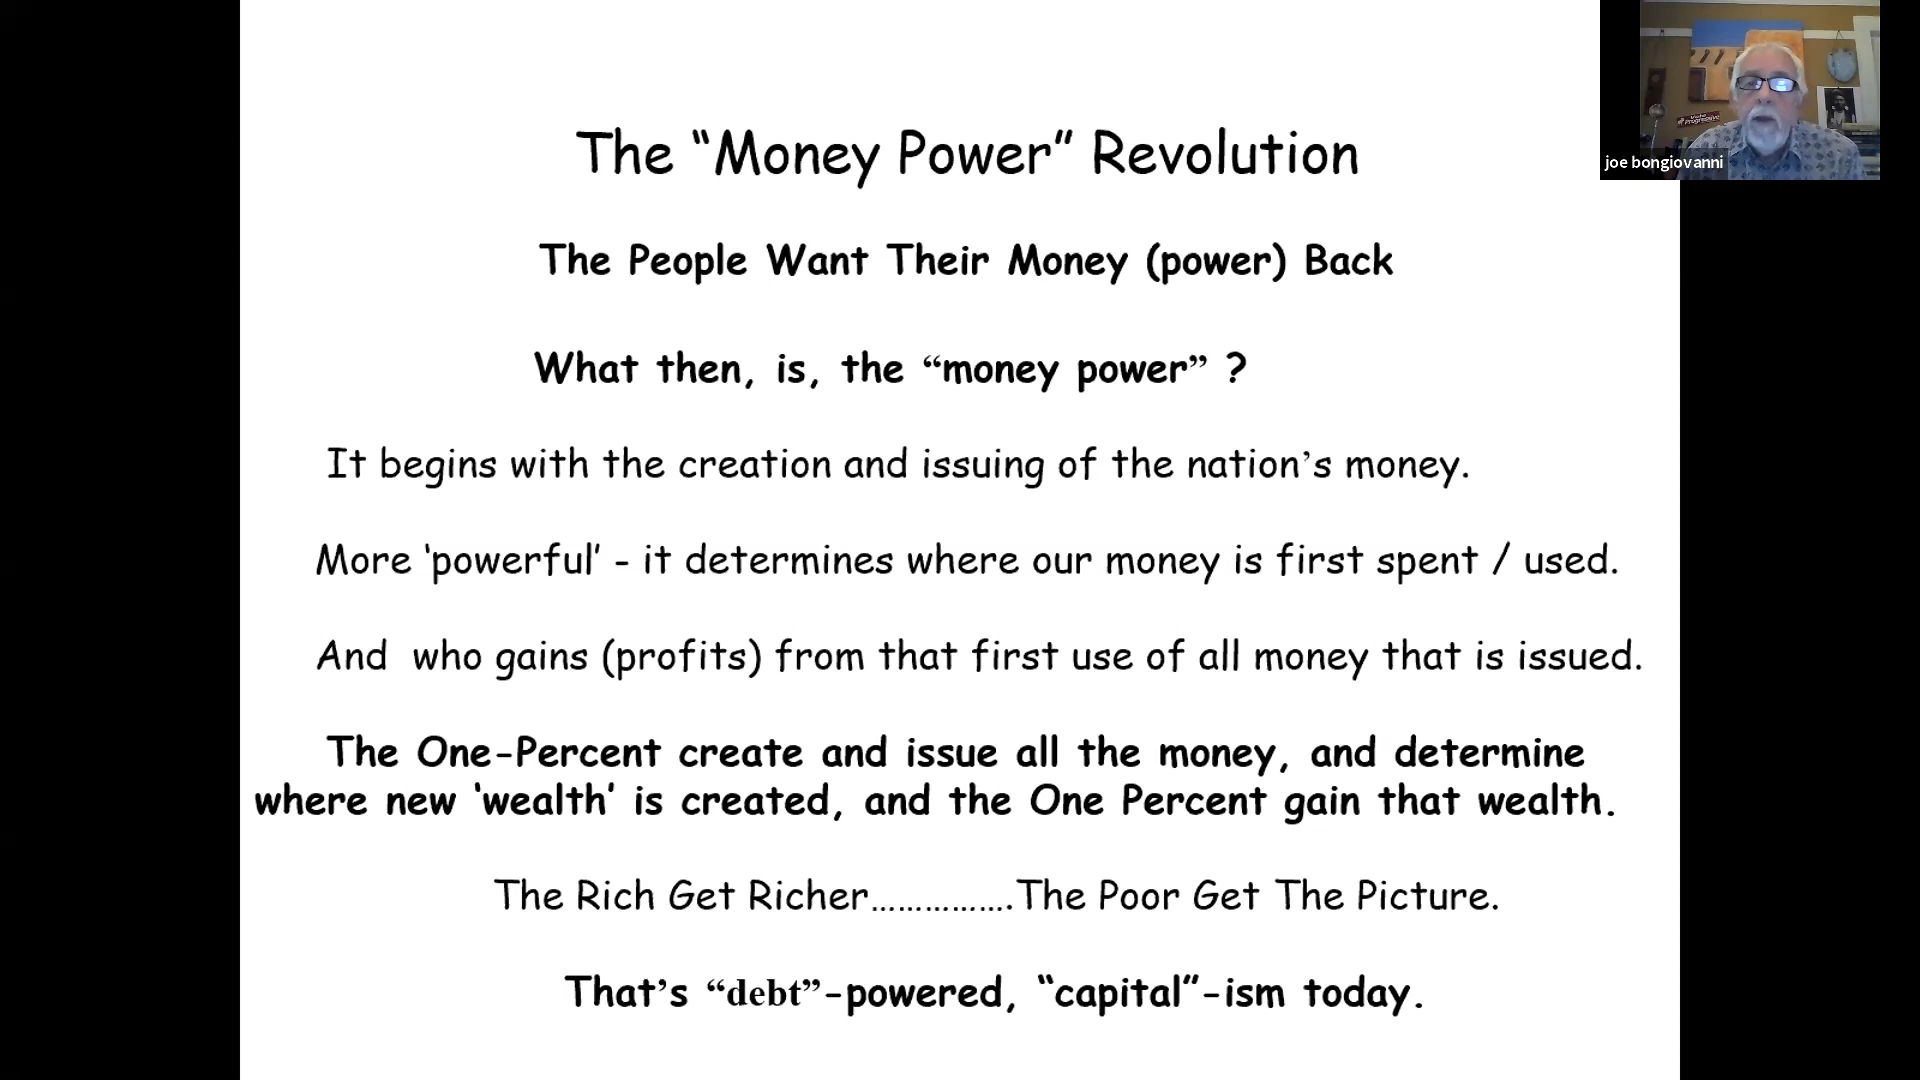 The “Money Power” Revolution
joe bongiovanni
The People Want Their Money (power) Back
What then, is, the “money power” ?
It begins with the creation and issuing of the nation’s money.
More ‘powerful’ - it determines where our money is first spent / used.
And who gains (profits) from that first use of all money that is issued.
The One-Percent create and issue all the money, and determine
where new ‘wealth’ is created, and the One Percent gain that wealth.
The Rich Get Richer…………….The Poor Get The Picture.
That’s “debt”-powered, “capital”-ism today.